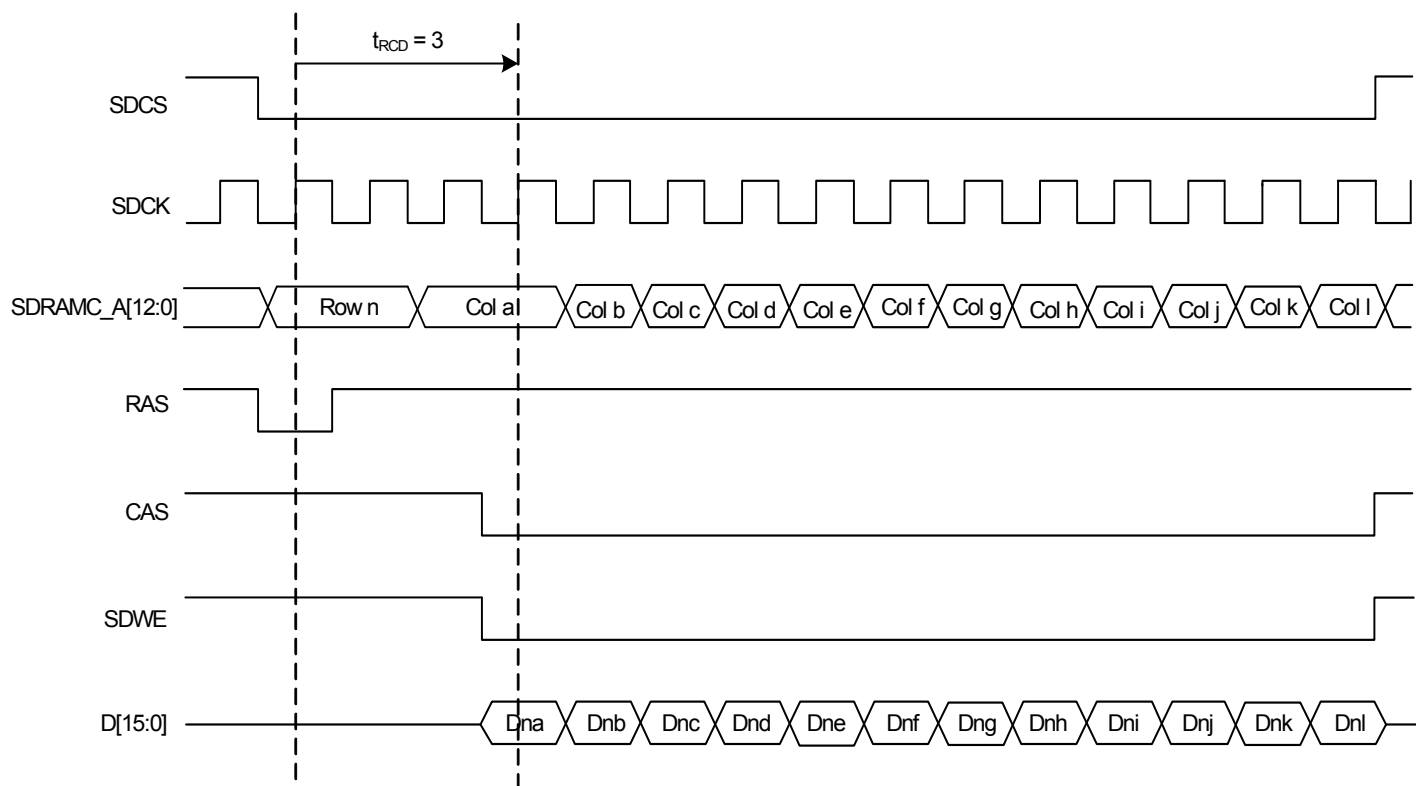 tRCD = 3
SDCS
SDCK
SDRAMC_A[12:0]
Row n
Col a
Col b
Col c
Col d
Col e
Col f
Col g
Col h
Col i
Col j
Col k
Col l
RAS
CAS
SDWE
D[15:0]
Dna
Dnb
Dnc
Dnd
Dne
Dnf
Dng
Dnh
Dni
Dnj
Dnk
Dnl